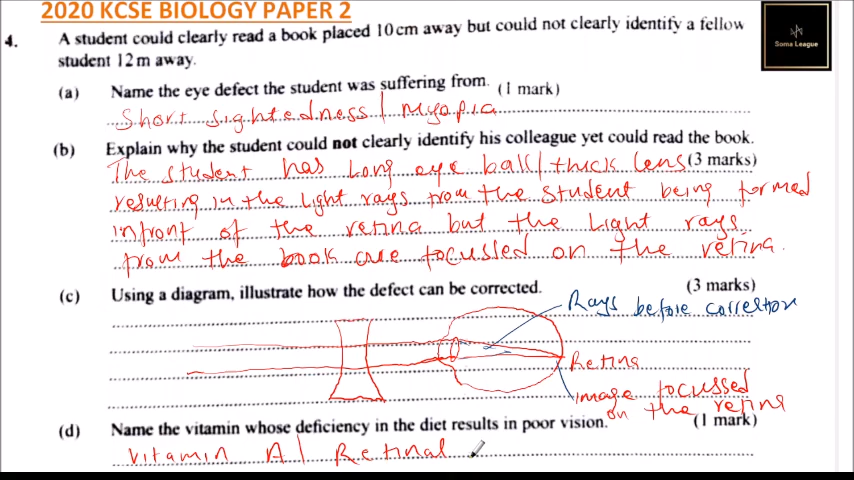 2020 KCSE BIOLOGY PAPER 2
Soma League
4. A student could clearly read a book placed 10 cm away but could not clearly identify a fellow
student 12 m away.
(a) Name the eye defect the student was suffering from. (1 mark)
Short sightedness / Myopia
(b) Explain why the student could not clearly identify his colleague yet could read the book.
(3 marks)
The student has long eye ball/thick lens
resulting in the light rays from the student being formed
infront of the retina but the light rays
from the book are focussed on the retina.
(c) Using a diagram, illustrate how the defect can be corrected. (3 marks)
Rays before correction
Retina
Image focussed
on the retina
(d) Name the vitamin whose deficiency in the diet results in poor vision. (1 mark)
Vitamin A / Retinal